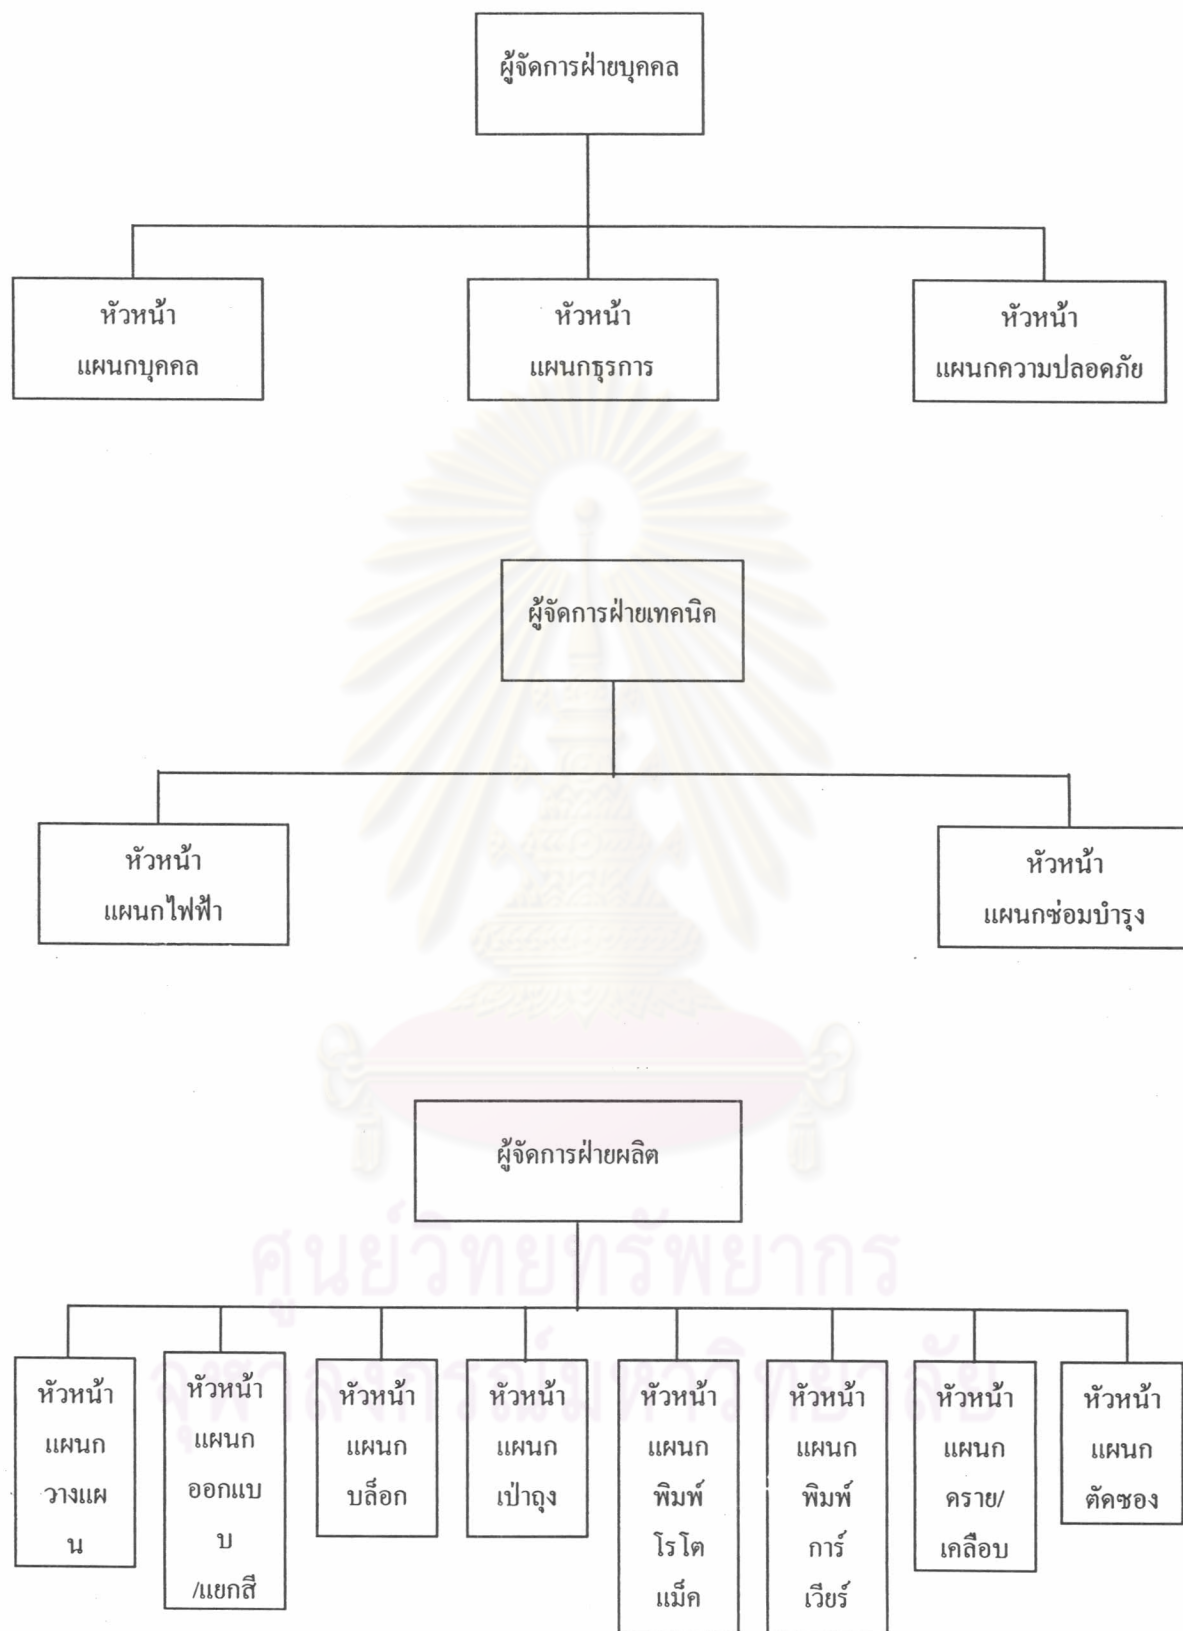 ผู้จัดการฝ่ายบุคคล
หัวหน้า
แผนกบุคคล
หัวหน้า
แผนกธุรการ
หัวหน้า
แผนกความปลอดภัย
ผู้จัดการฝ่ายเทคนิค
หัวหน้า
แผนกไฟฟ้า
หัวหน้า
แผนกซ่อมบำรุง
ผู้จัดการฝ่ายผลิต
ศูนย์วิทยทรัพยากร
จุฬาลงกรณ์มหาวิทยาลัย
หัวหน้า
แผนก
วางแผ
น
หัวหน้า
แผนก
ออกแบ
บ
/แยกสี
หัวหน้า
แผนก
บล็อก
หัวหน้า
แผนก
เป่าถุง
หัวหน้า
แผนก
พิมพ์
โรโต
แม็ค
หัวหน้า
แผนก
พิมพ์
การ์
เวียร์
หัวหน้า
แผนก
คราย/
เคลือบ
หัวหน้า
แผนก
ตัดซอง